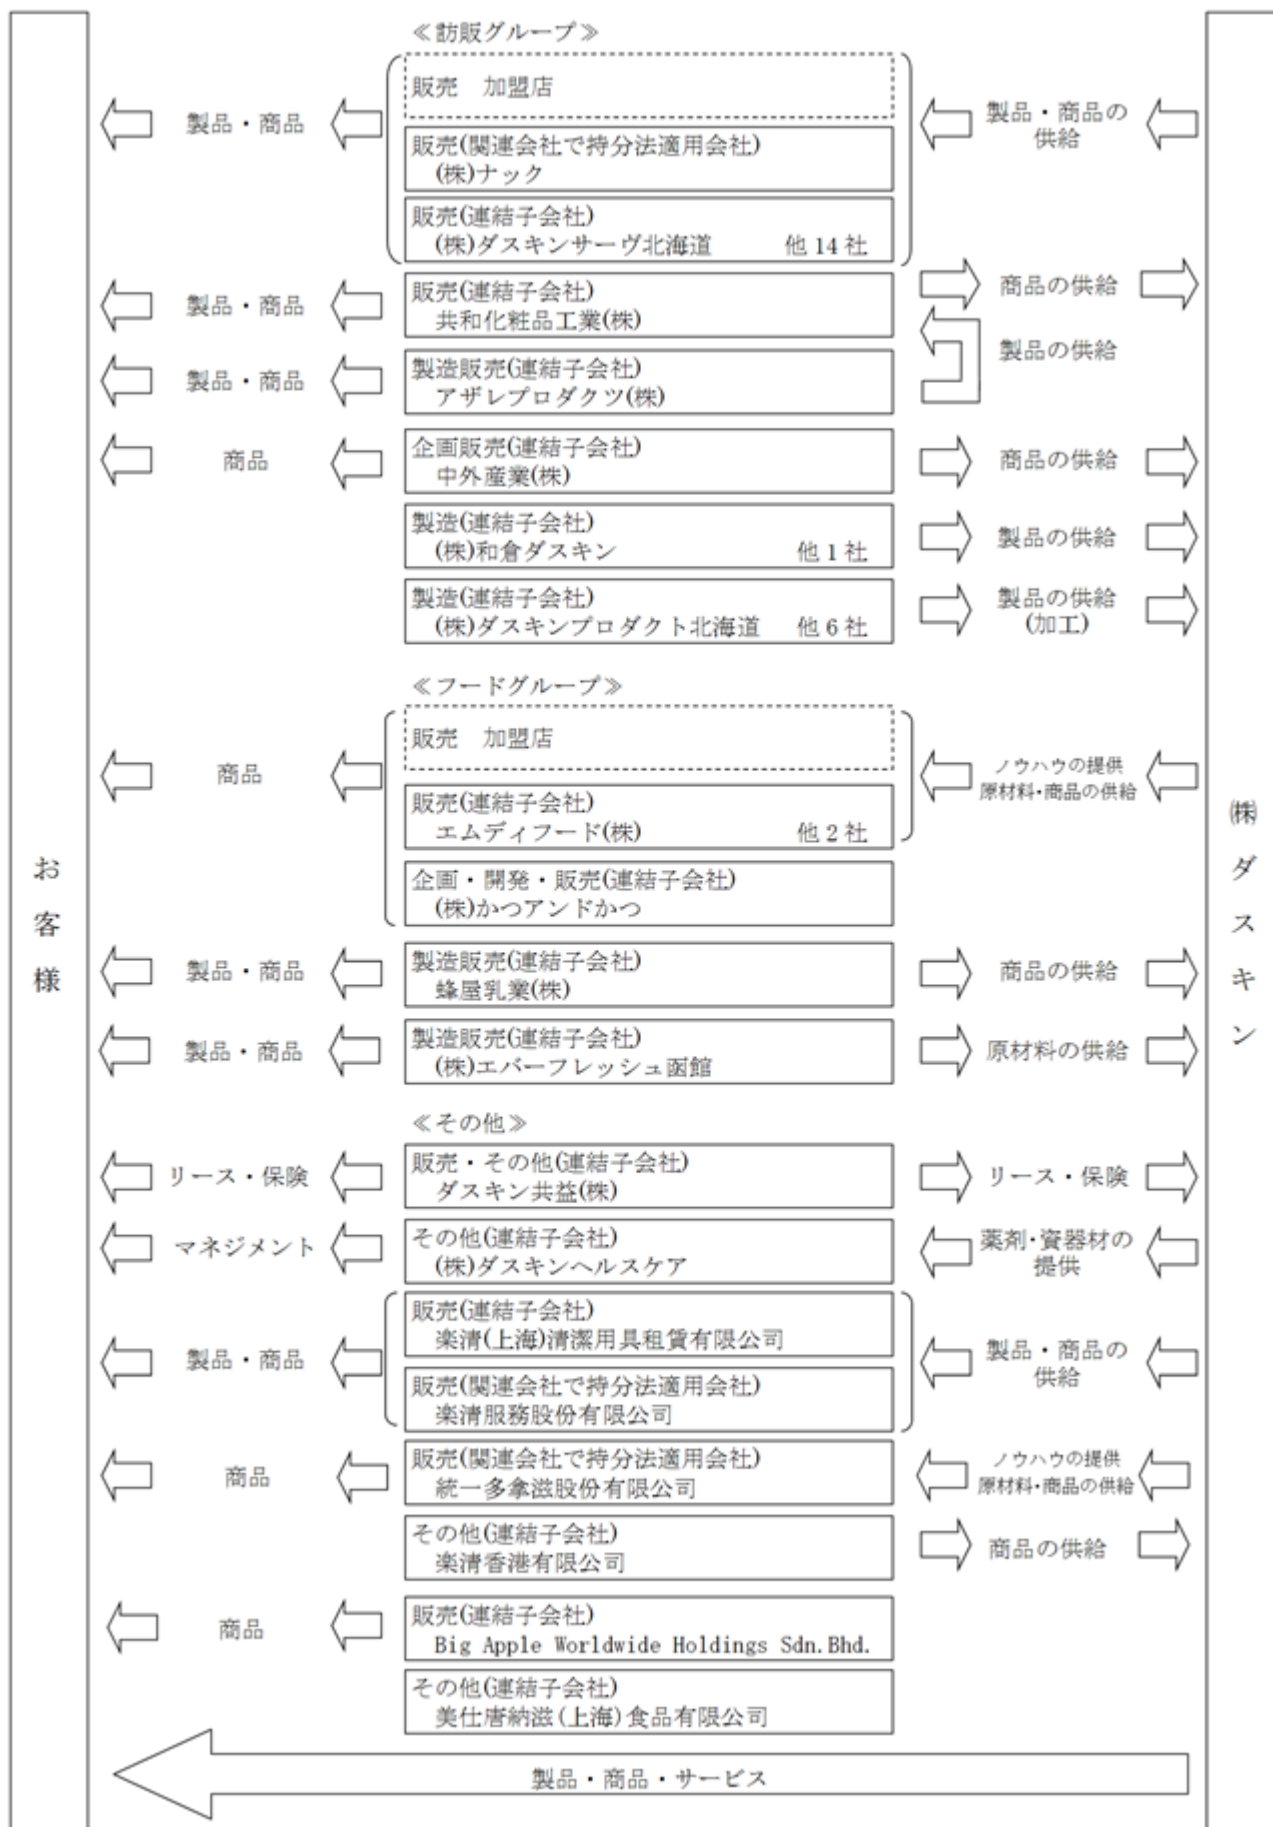 ≪訪販グループ≫
販売　加盟店
製品・商品
製品・商品の
供給
販売(関連会社で持分法適用会社)
(株)ナック
販売(連結子会社)
(株)ダスキンサーヴ北海道　他 14 社
販売(連結子会社)
共和化粧品工業(株)
製品・商品
商品の供給
製品の供給
製造販売(連結子会社)
アザレプロダクツ(株)
製品・商品
企画販売(連結子会社)
中外産業(株)
商品
商品の供給
製造(連結子会社)
(株)和倉ダスキン　他 1 社
製品の供給
製造(連結子会社)
(株)ダスキンプロダクト北海道　他 6 社
製品の供給
(加工)
≪フードグループ≫
販売　加盟店
商品
ノウハウの提供
原材料・商品の供給
販売(連結子会社)
エムディフード(株)　他 2 社
企画・開発・販売(連結子会社)
(株)かつアンドかつ
お客様
㈱ダスキン
製造販売(連結子会社)
蜂屋乳業(株)
製品・商品
商品の供給
製造販売(連結子会社)
(株)エバーフレッシュ函館
製品・商品
原材料の供給
≪その他≫
販売・その他(連結子会社)
ダスキン共益(株)
リース・保険
リース・保険
その他(連結子会社)
(株)ダスキンヘルスケア
マネジメント
薬剤・資器材の
提供
販売(連結子会社)
楽清(上海)清潔用具租賃有限公司
製品・商品
製品・商品の
供給
販売(関連会社で持分法適用会社)
楽清服務股份有限公司
販売(関連会社で持分法適用会社)
統一多拿滋股份有限公司
商品
ノウハウの提供
原材料・商品の供給
その他(連結子会社)
楽清香港有限公司
商品の供給
販売(連結子会社)
Big Apple Worldwide Holdings Sdn.Bhd.
商品
その他(連結子会社)
美仕唐納滋(上海)食品有限公司
製品・商品・サービス